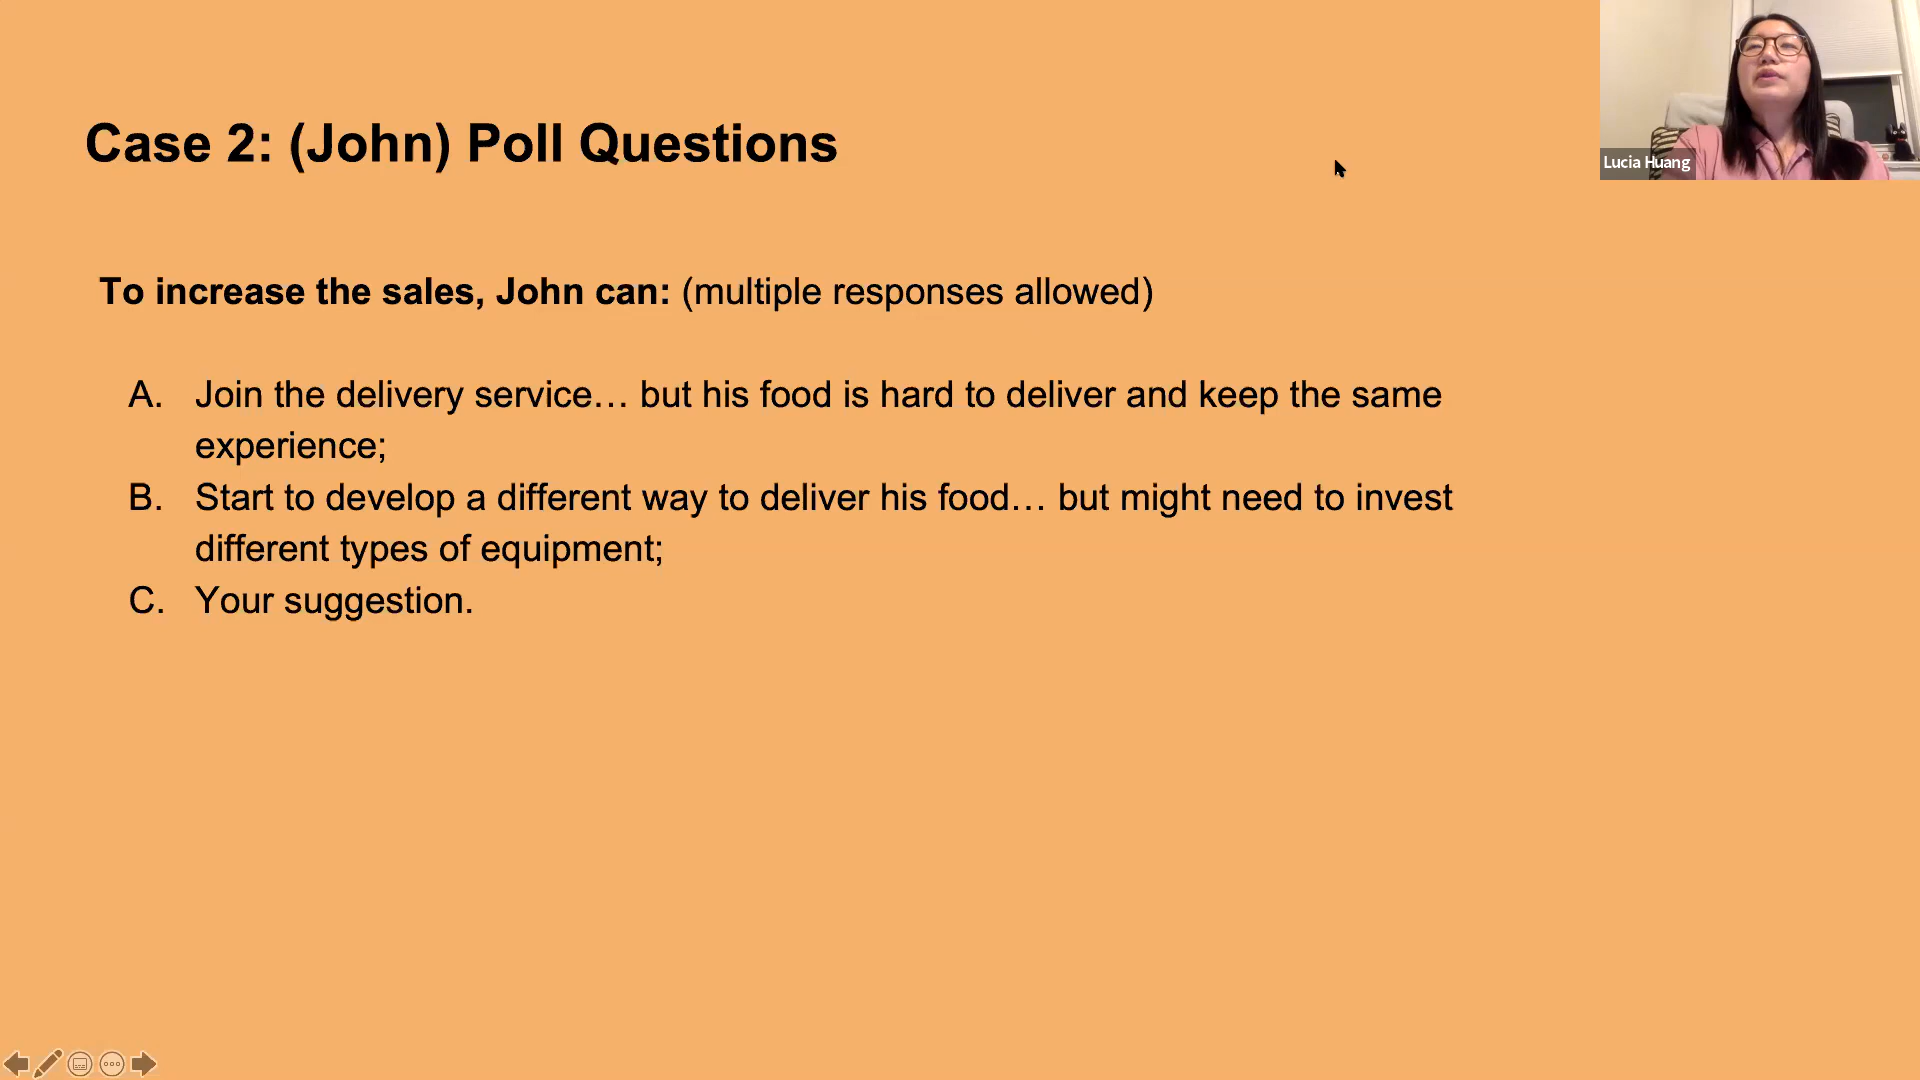 Case 2: (John) Poll Questions
Lucia Huang
To increase the sales, John can: (multiple responses allowed)
A. Join the delivery service… but his food is hard to deliver and keep the same
experience;
B. Start to develop a different way to deliver his food… but might need to invest
different types of equipment;
C. Your suggestion.